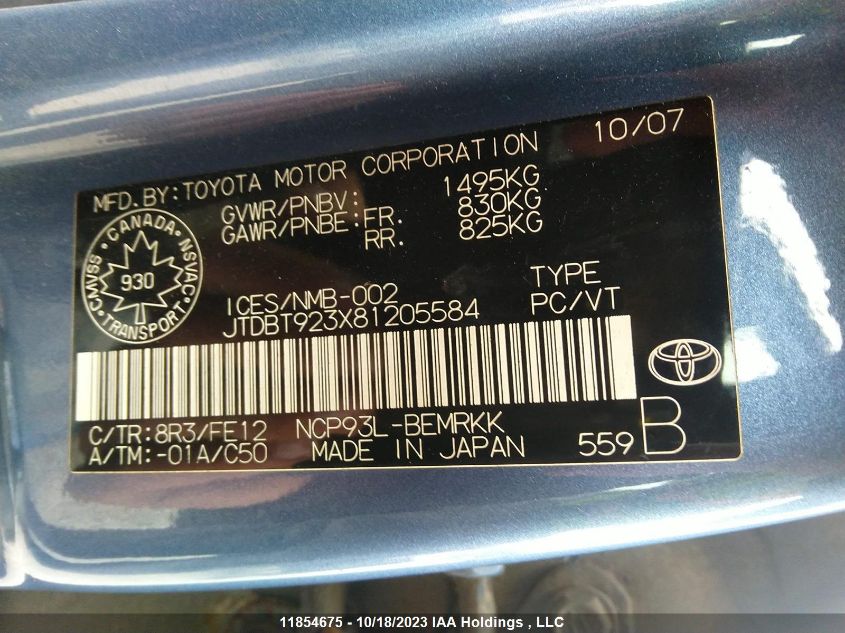 10/07
MFD.BY:TOYOTA MOTOR CORPORATION
GVWR/PNBV: 1495KG
GAWR/PNBE FR. 830KG
RR. 825KG
CMVSS • CANADA • NSVAC • TRANSPORT •
930
ICES/NMB-002
TYPE
JTDBT923X81205584
PC/VT
C/TR:8R3/FE12 NCP93L-BEMRKK
A/TM:-01A/C50 MADE IN JAPAN
559 B
11854675 - 10/18/2023 IAA Holdings , LLC